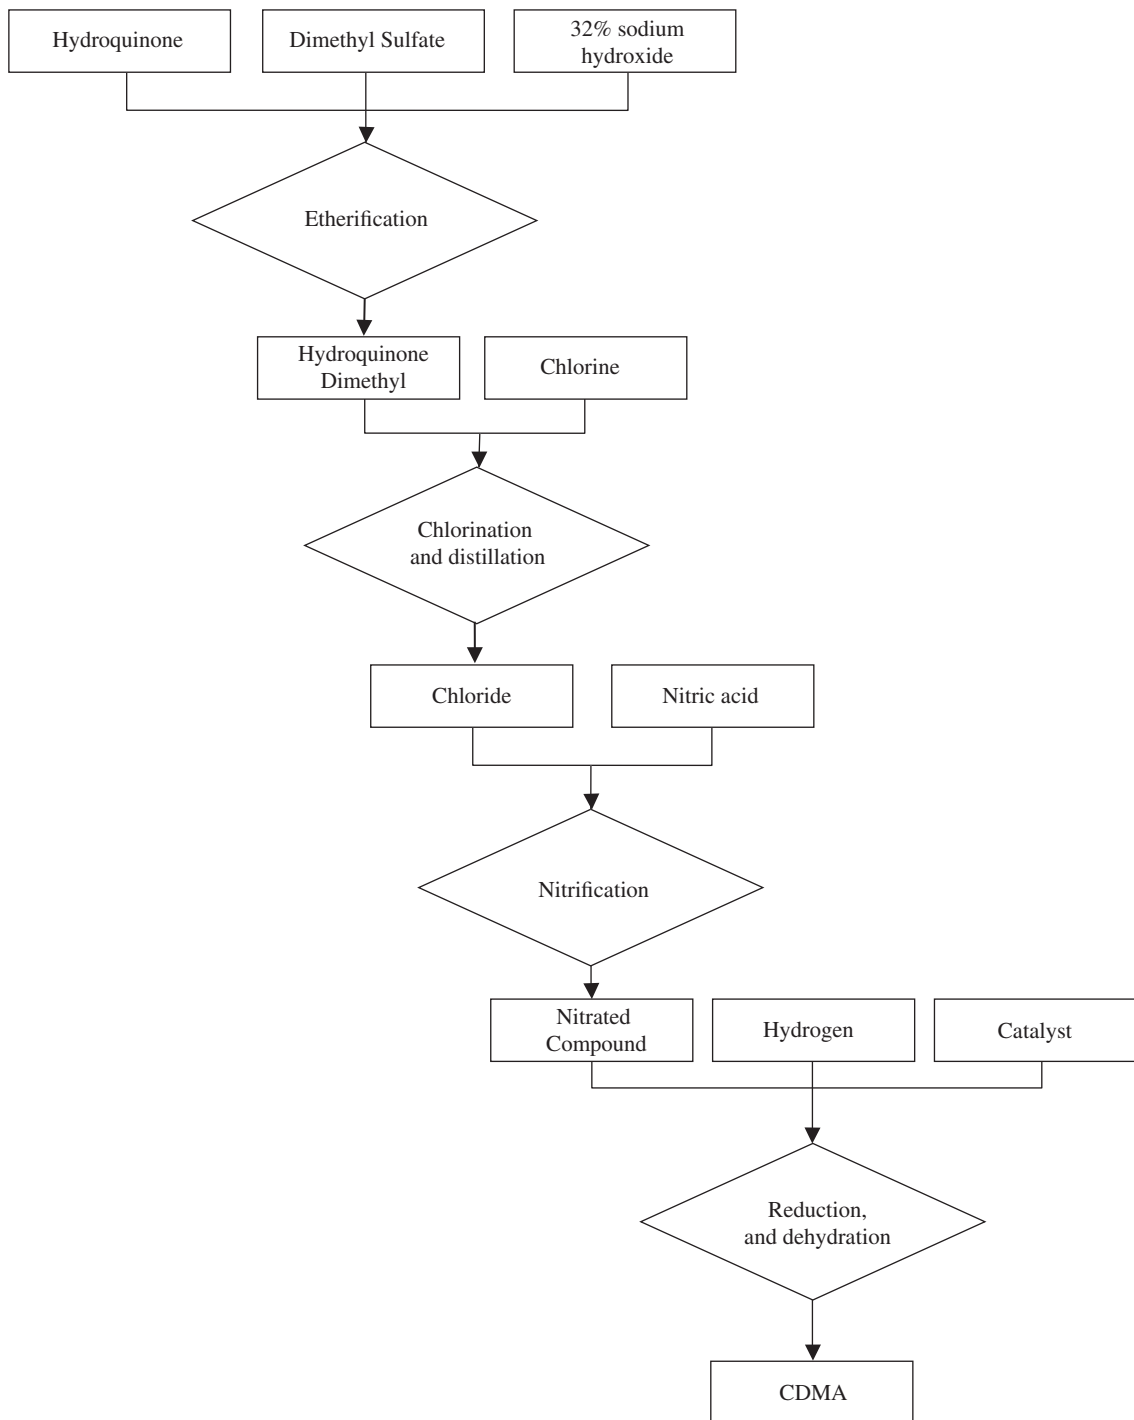 Hydroquinone
Dimethyl Sulfate
32% sodium
hydroxide
Etherification
Hydroquinone
Dimethyl
Chlorine
Chlorination
and distillation
Chloride
Nitric acid
Nitrification
Nitrated
Compound
Hydrogen
Catalyst
Reduction,
and dehydration
CDMA